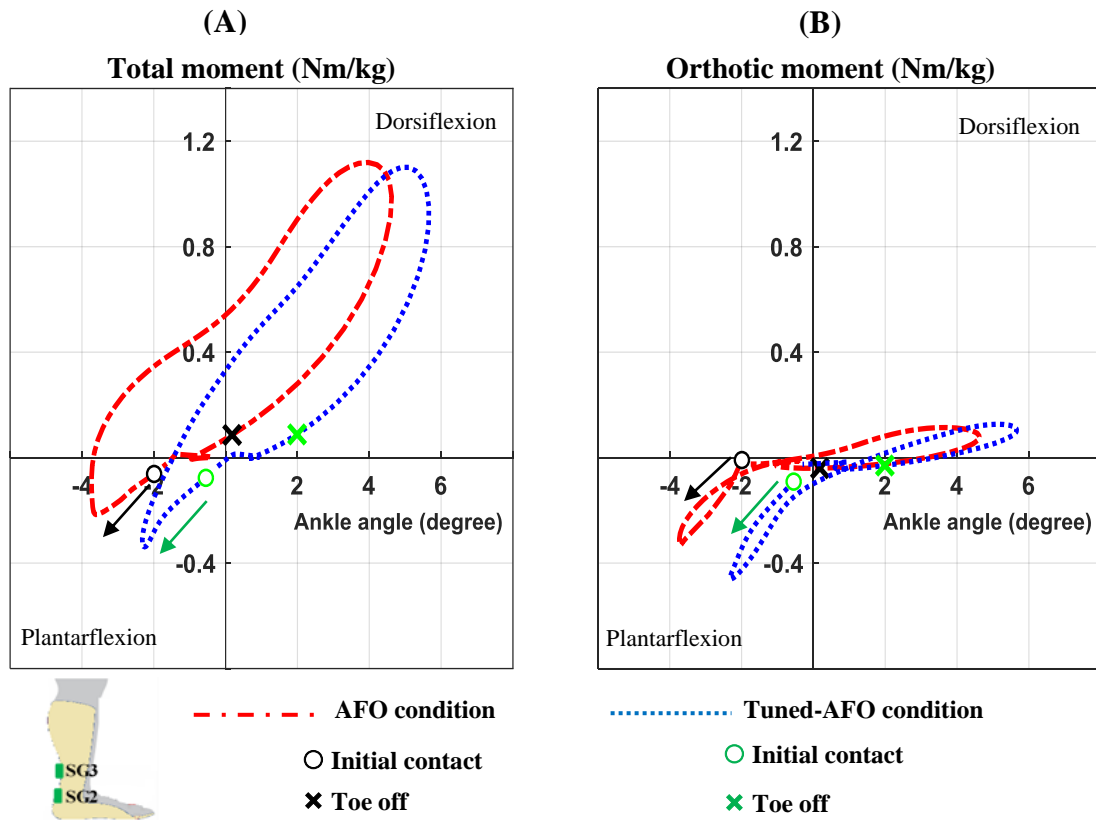 (A)
Total moment (Nm/kg)
Dorsiflexion
1.2
0.8
0.4
-4
-2
2
4
6
Ankle angle (degree)
-0.4
Plantarflexion
(B)
Orthotic moment (Nm/kg)
Dorsiflexion
1.2
0.8
0.4
-4
-2
2
4
6
Ankle angle (degree)
-0.4
Plantarflexion
SG3
SG2
AFO condition
Initial contact
Toe off
Tuned-AFO condition
Initial contact
Toe off